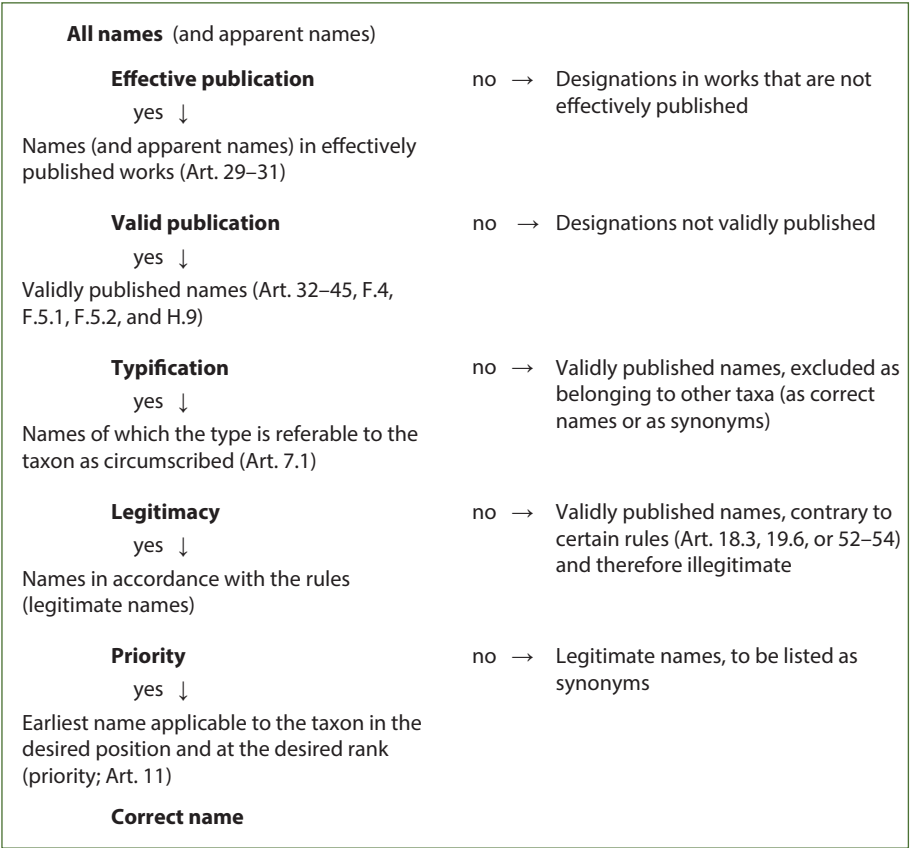 All names (and apparent names)
Effective publication no → Designations in works that are not
effectively published
yes ↓
Names (and apparent names) in effectively
published works (Art. 29–31)
Valid publication no → Designations not validly published
yes ↓
Validly published names (Art. 32–45, F.4,
F.5.1, F.5.2, and H.9)
Typification no → Validly published names, excluded as
belonging to other taxa (as correct
names or as synonyms)
yes ↓
Names of which the type is referable to the
taxon as circumscribed (Art. 7.1)
Legitimacy no → Validly published names, contrary to
certain rules (Art. 18.3, 19.6, or 52–54)
and therefore illegitimate
yes ↓
Names in accordance with the rules
(legitimate names)
Priority no → Legitimate names, to be listed as
synonyms
yes ↓
Earliest name applicable to the taxon in the
desired position and at the desired rank
(priority; Art. 11)
Correct name